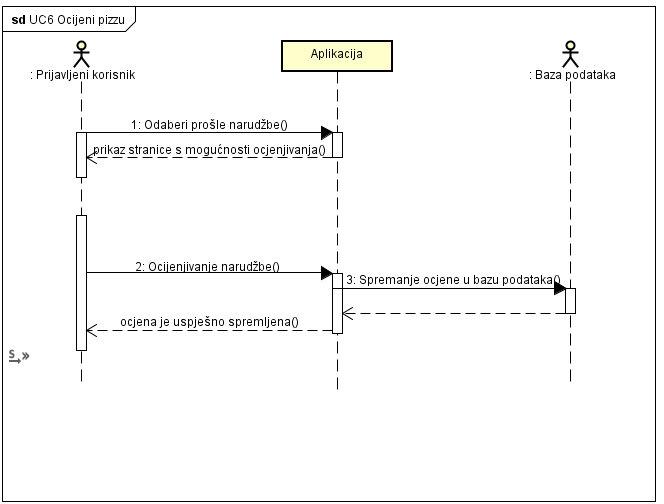 sd UC6 Ocijeni pizzu
: Prijavljeni korisnik
Aplikacija
: Baza podataka
1: Odaberi prošle narudžbe()
prikaz stranice s mogućnosti ocjenjivanja()
2: Ocijenjivanje narudžbe()
3: Spremanje ocjene u bazu podataka()
ocjena je uspješno spremljena()
S